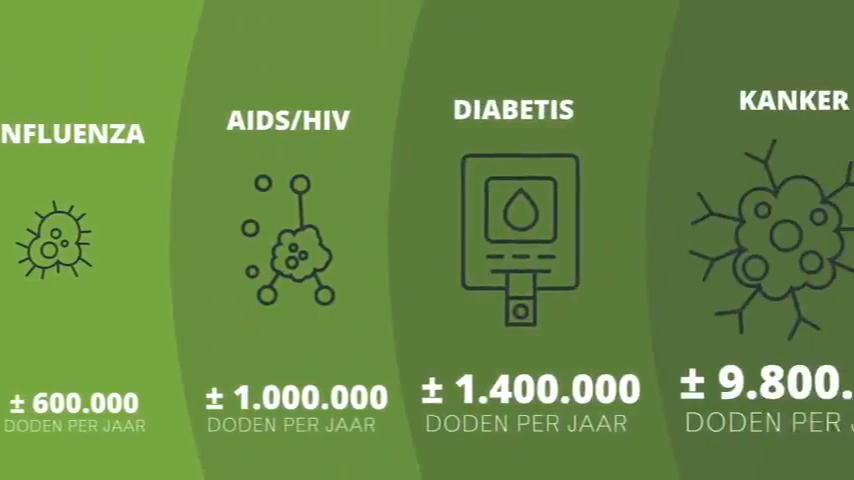 NFLUENZA
± 600.000
DODEN PER JAAR
AIDS/HIV
± 1.000.000
DODEN PER JAAR
DIABETIS
± 1.400.000
DODEN PER JAAR
KANKER
± 9.800.
DODEN PER